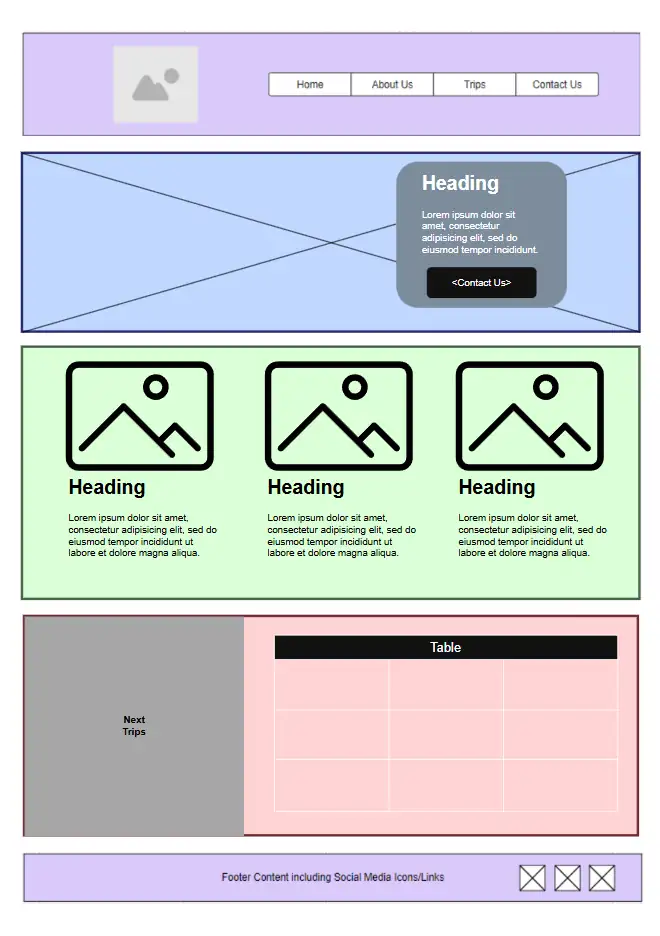 Home
About Us
Trips
Contact Us
Heading
Lorem ipsum dolor sit
amet, consectetur
adipisicing elit, sed do
eiusmod tempor incididunt.
<Contact Us>
Heading
Lorem ipsum dolor sit amet,
consectetur adipisicing elit, sed do
eiusmod tempor incididunt ut
labore et dolore magna aliqua.
Heading
Lorem ipsum dolor sit amet,
consectetur adipisicing elit, sed do
eiusmod tempor incididunt ut
labore et dolore magna aliqua.
Heading
Lorem ipsum dolor sit amet,
consectetur adipisicing elit, sed do
eiusmod tempor incididunt ut
labore et dolore magna aliqua.
Next
Trips
Table
Footer Content including Social Media Icons/Links